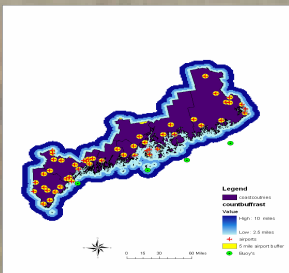 Legend
coastcoutnes
countbuffrast
Value
High : 10 miles
Low : 2.5 miles
airports
5 mile airport buffer
Buoy's
0 15 30 60 Miles